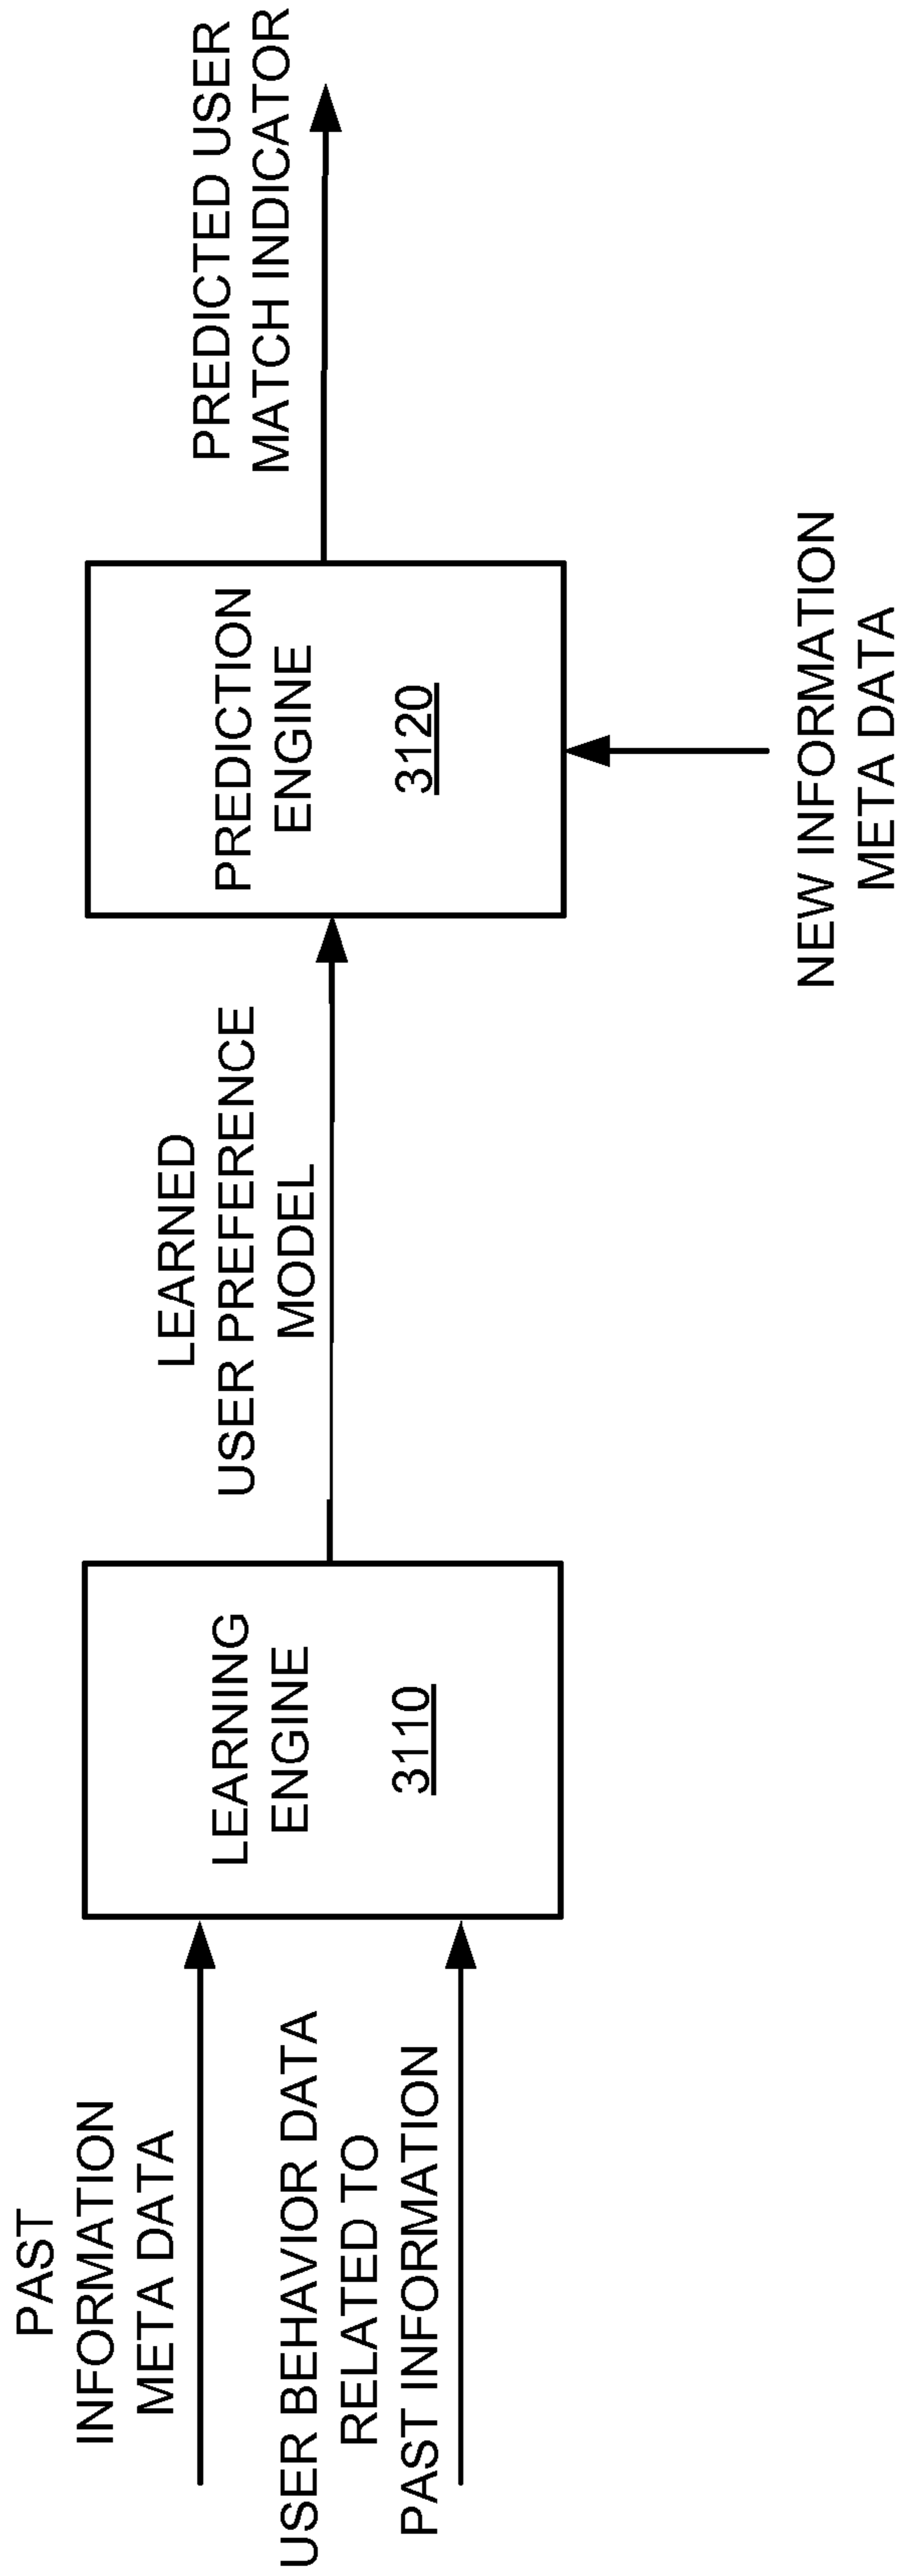 PAST
INFORMATION
META DATA
USER BEHAVIOR DATA
RELATED TO
PAST INFORMATION
LEARNING
ENGINE
3110
LEARNED
USER PREFERENCE
MODEL
PREDICTION
ENGINE
3120
NEW INFORMATION
META DATA
PREDICTED USER
MATCH INDICATOR